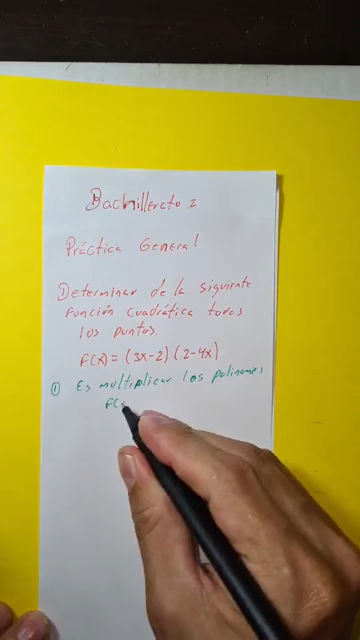 Bachillerato 2
Práctica General
Determinar de la siguiente
función cuadrática todos
los puntos.
F(x) = (3x-2) (2-4x)
① Es multiplicar los polinomios
F(x